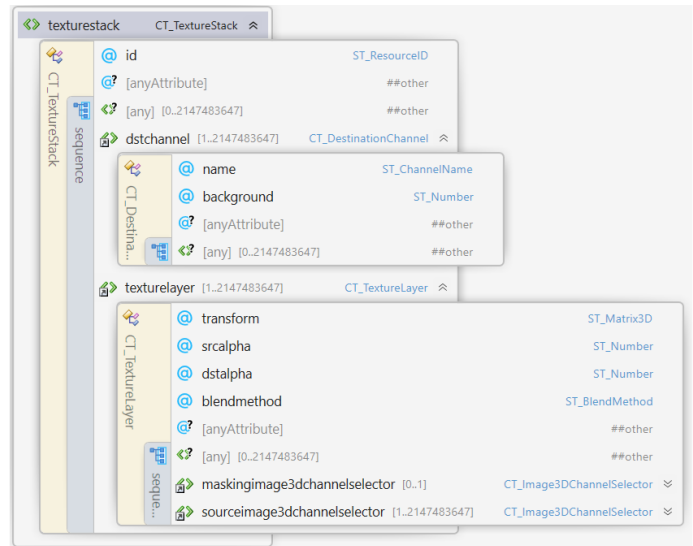 texturestack CT_TextureStack
CT_TextureStack
@ id ST_ResourceID
@? [anyAttribute] ##other
sequence
<>? [any] [0..2147483647] ##other
dstchannel [1..2147483647] CT_DestinationChannel
CT_Destina...
@ name ST_ChannelName
@ background ST_Number
@? [anyAttribute] ##other
<>? [any] [0..2147483647] ##other
texturelayer [1..2147483647] CT_TextureLayer
CT_TextureLayer
@ transform ST_Matrix3D
@ srcalpha ST_Number
@ dstalpha ST_Number
@ blendmethod ST_BlendMethod
@? [anyAttribute] ##other
seque...
<>? [any] [0..2147483647] ##other
maskingimage3dchannelselector [0..1] CT_Image3DChannelSelector
sourceimage3dchannelselector [1..2147483647] CT_Image3DChannelSelector